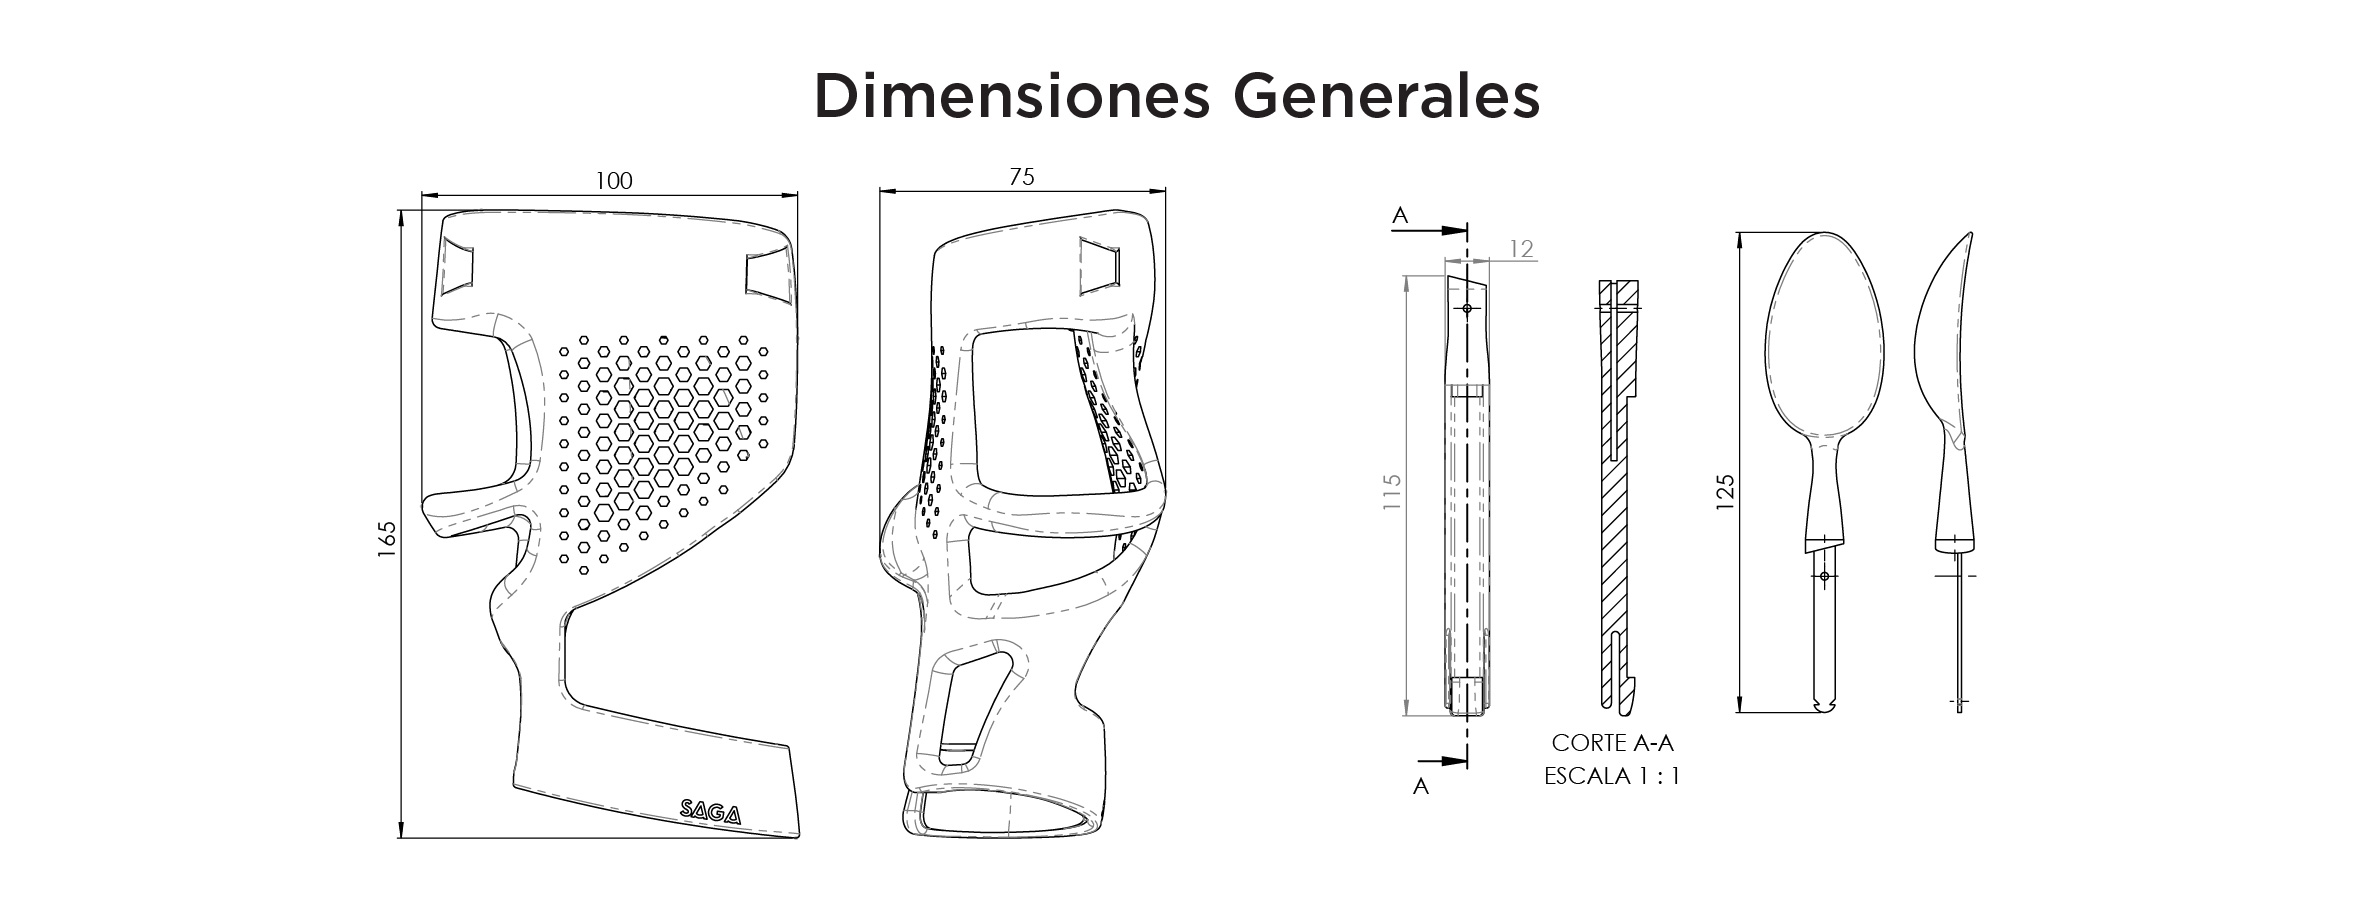 Dimensiones Generales
100
75
165
SAGA
A
12
115
A
CORTE A-A
ESCALA 1 : 1
125